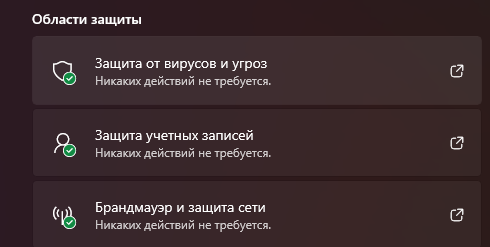 Области защиты
Защита от вирусов и угроз
Никаких действий не требуется.
Защита учетных записей
Никаких действий не требуется.
Брандмауэр и защита сети
Никаких действий не требуется.